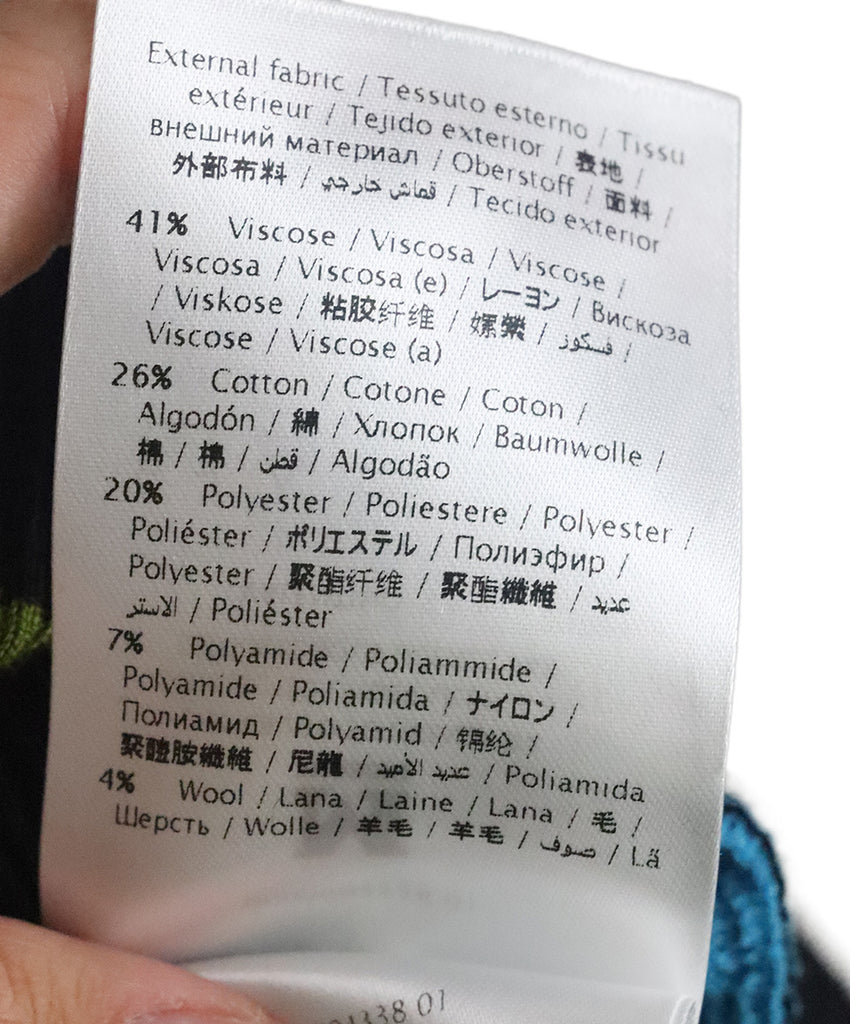 External fabric / Tessuto esterno / Tissu
extérieur / Tejido exterior / 表地 /
внешний материал / Oberstoff / 面料 /
外部布料 / قماش خارجي / Tecido exterior
41% Viscose / Viscosa / Viscose /
Viscosa / Viscosa (e) / レーヨン / Вискоза
/ Viskose / 粘胶纤维 / 嫘縈 / فسكوز /
Viscose / Viscose (a)
26% Cotton / Cotone / Coton /
Algodón / 綿 / Хлопок / Baumwolle /
棉 / 棉 / قطن / Algodão
20% Polyester / Poliestere / Polyester /
Poliéster / ポリエステル / Полиэфир /
Polyester / 聚酯纤维 / 聚酯纖維 / عديد
الاستر / Poliéster
7% Polyamide / Poliammide /
Polyamide / Poliamida / ナイロン /
Полиамид / Polyamid / 锦纶 /
聚醯胺纖維 / 尼龍 / عديد الأميد / Poliamida
4% Wool / Lana / Laine / Lana / 毛 /
Шерсть / Wolle / 羊毛 / 羊毛 / صوف / Lã
1338 01